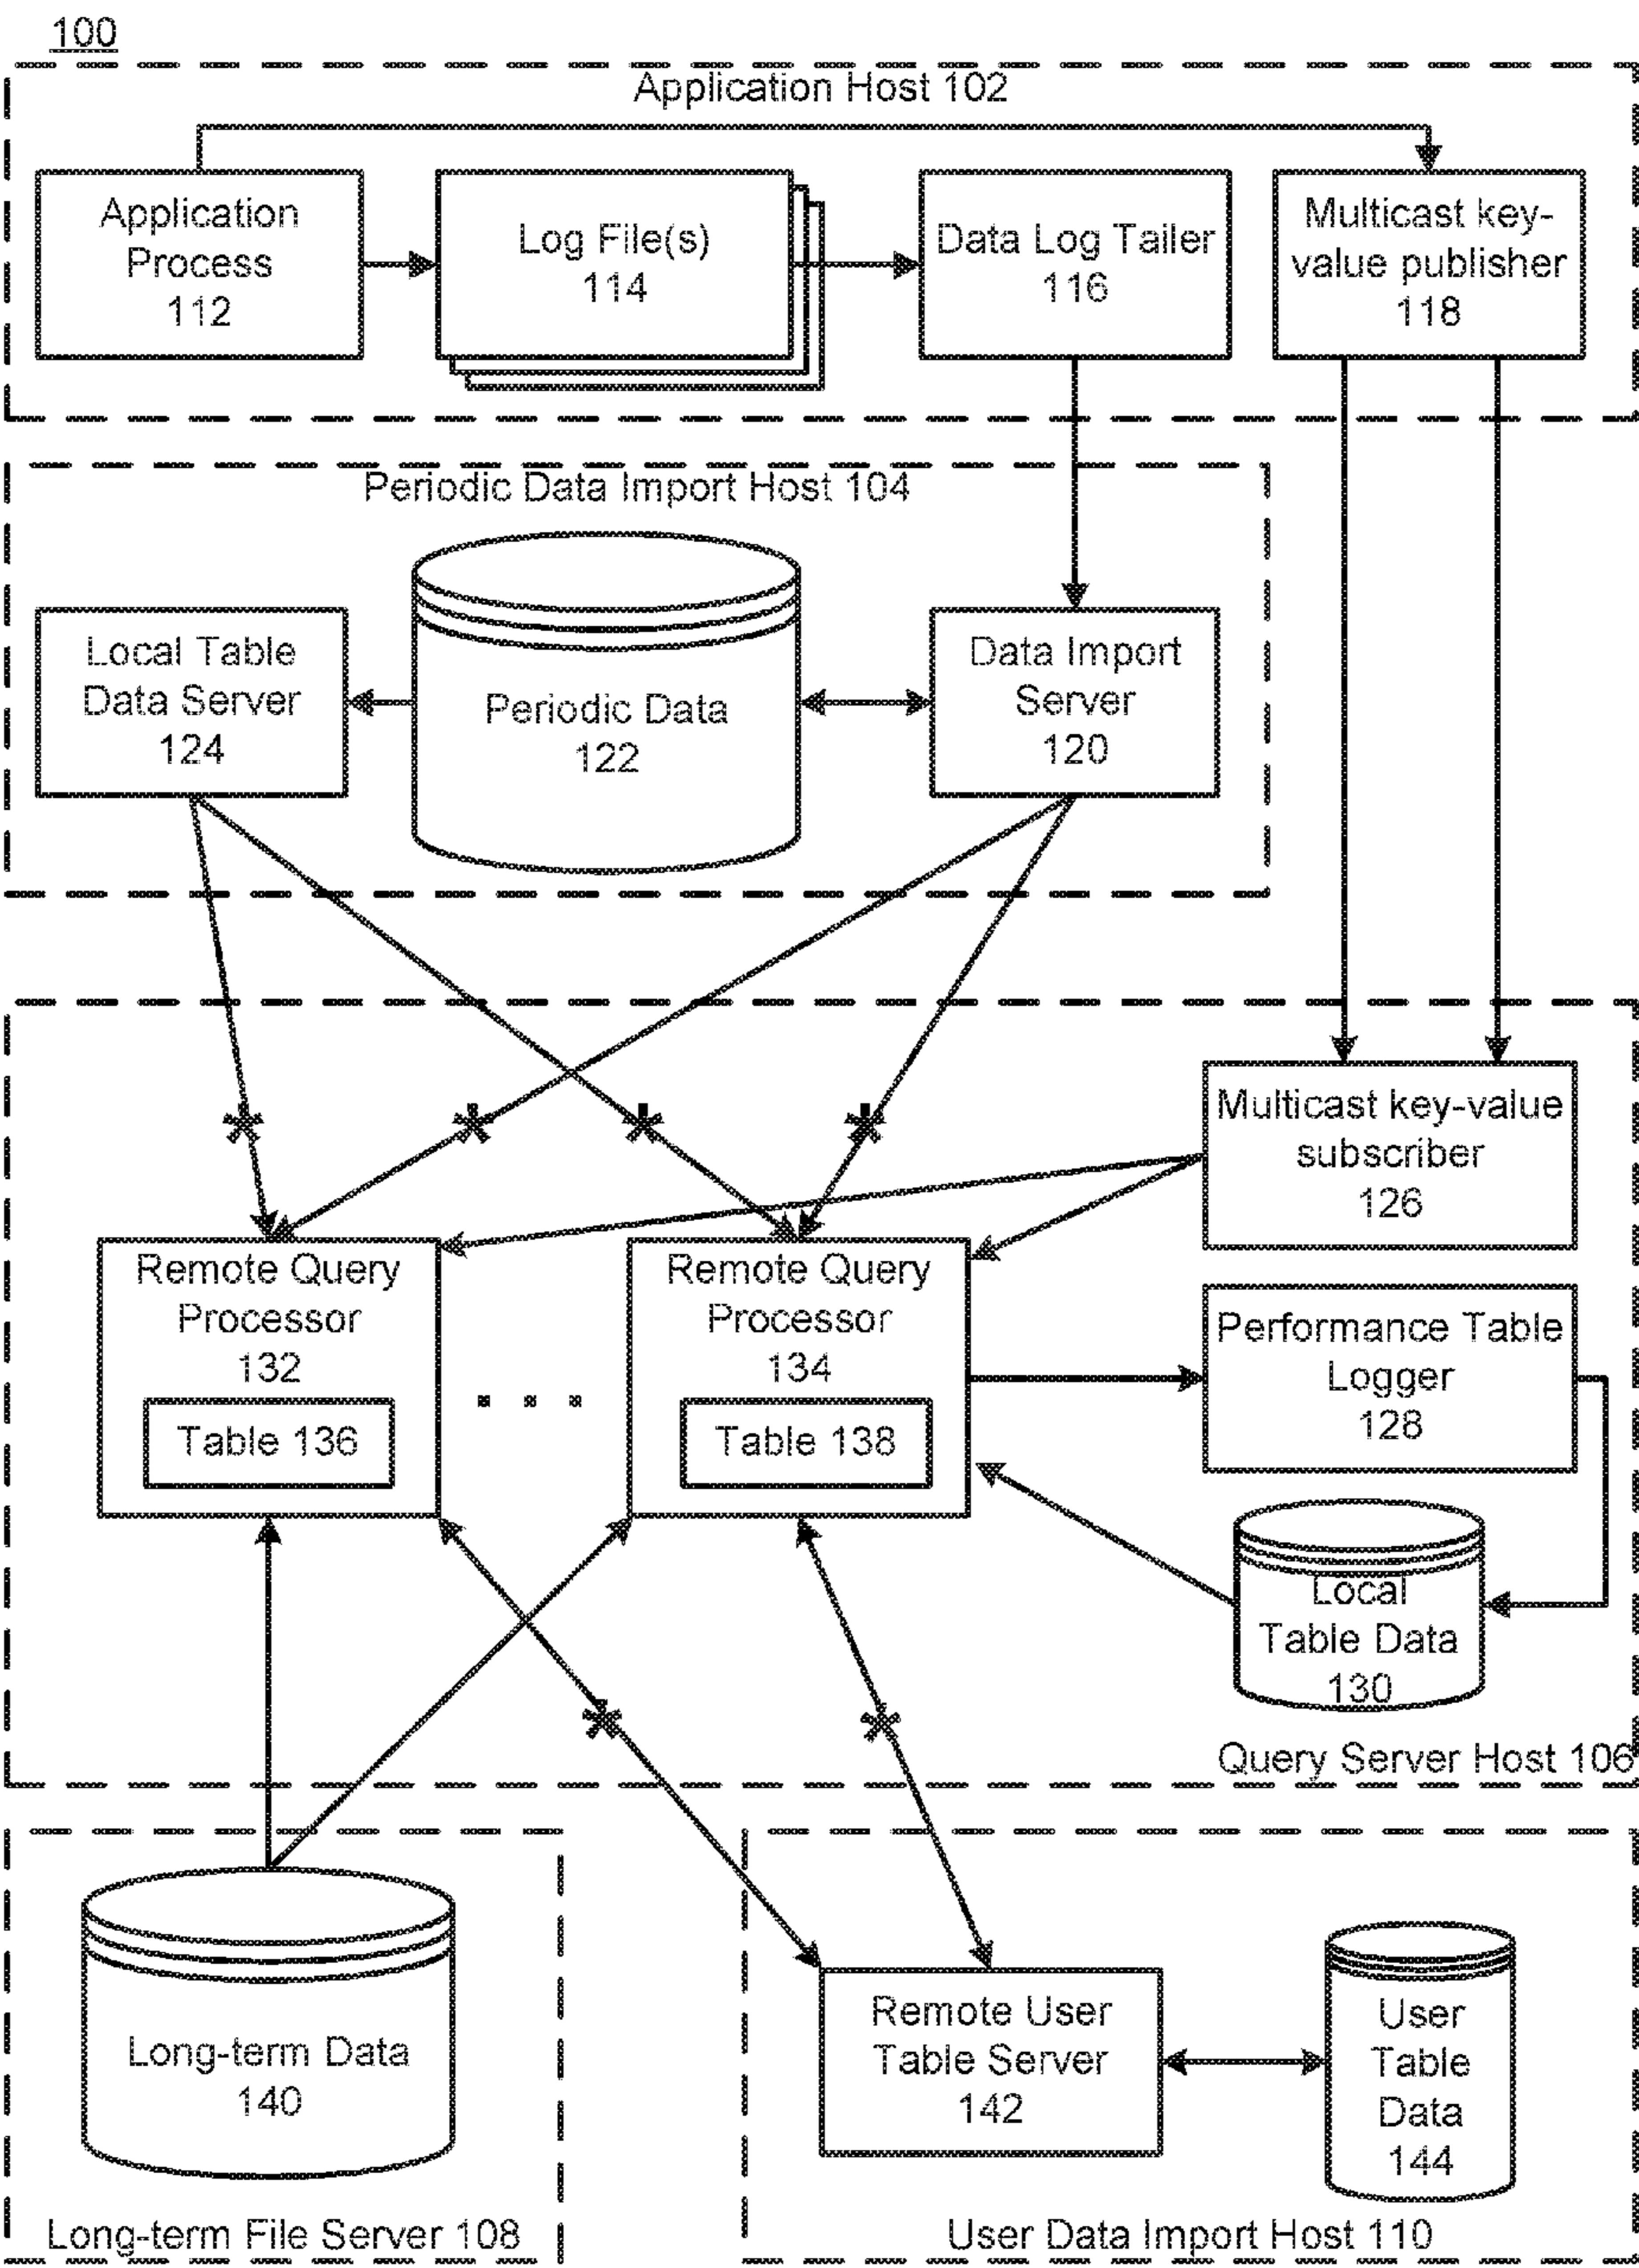 100
Application Host 102
Application
Process
112
Log File(s)
114
Data Log Tailer
116
Multicast key-
value publisher
118
Periodic Data Import Host 104
Local Table
Data Server
124
Periodic Data
122
Data Import
Server
120
Multicast key-value
subscriber
126
Remote Query
Processor
132
Table 136
. . .
Remote Query
Processor
134
Table 138
Performance Table
Logger
128
Local
Table Data
130
Query Server Host 106
Long-term Data
140
Long-term File Server 108
Remote User
Table Server
142
User
Table
Data
144
User Data Import Host 110